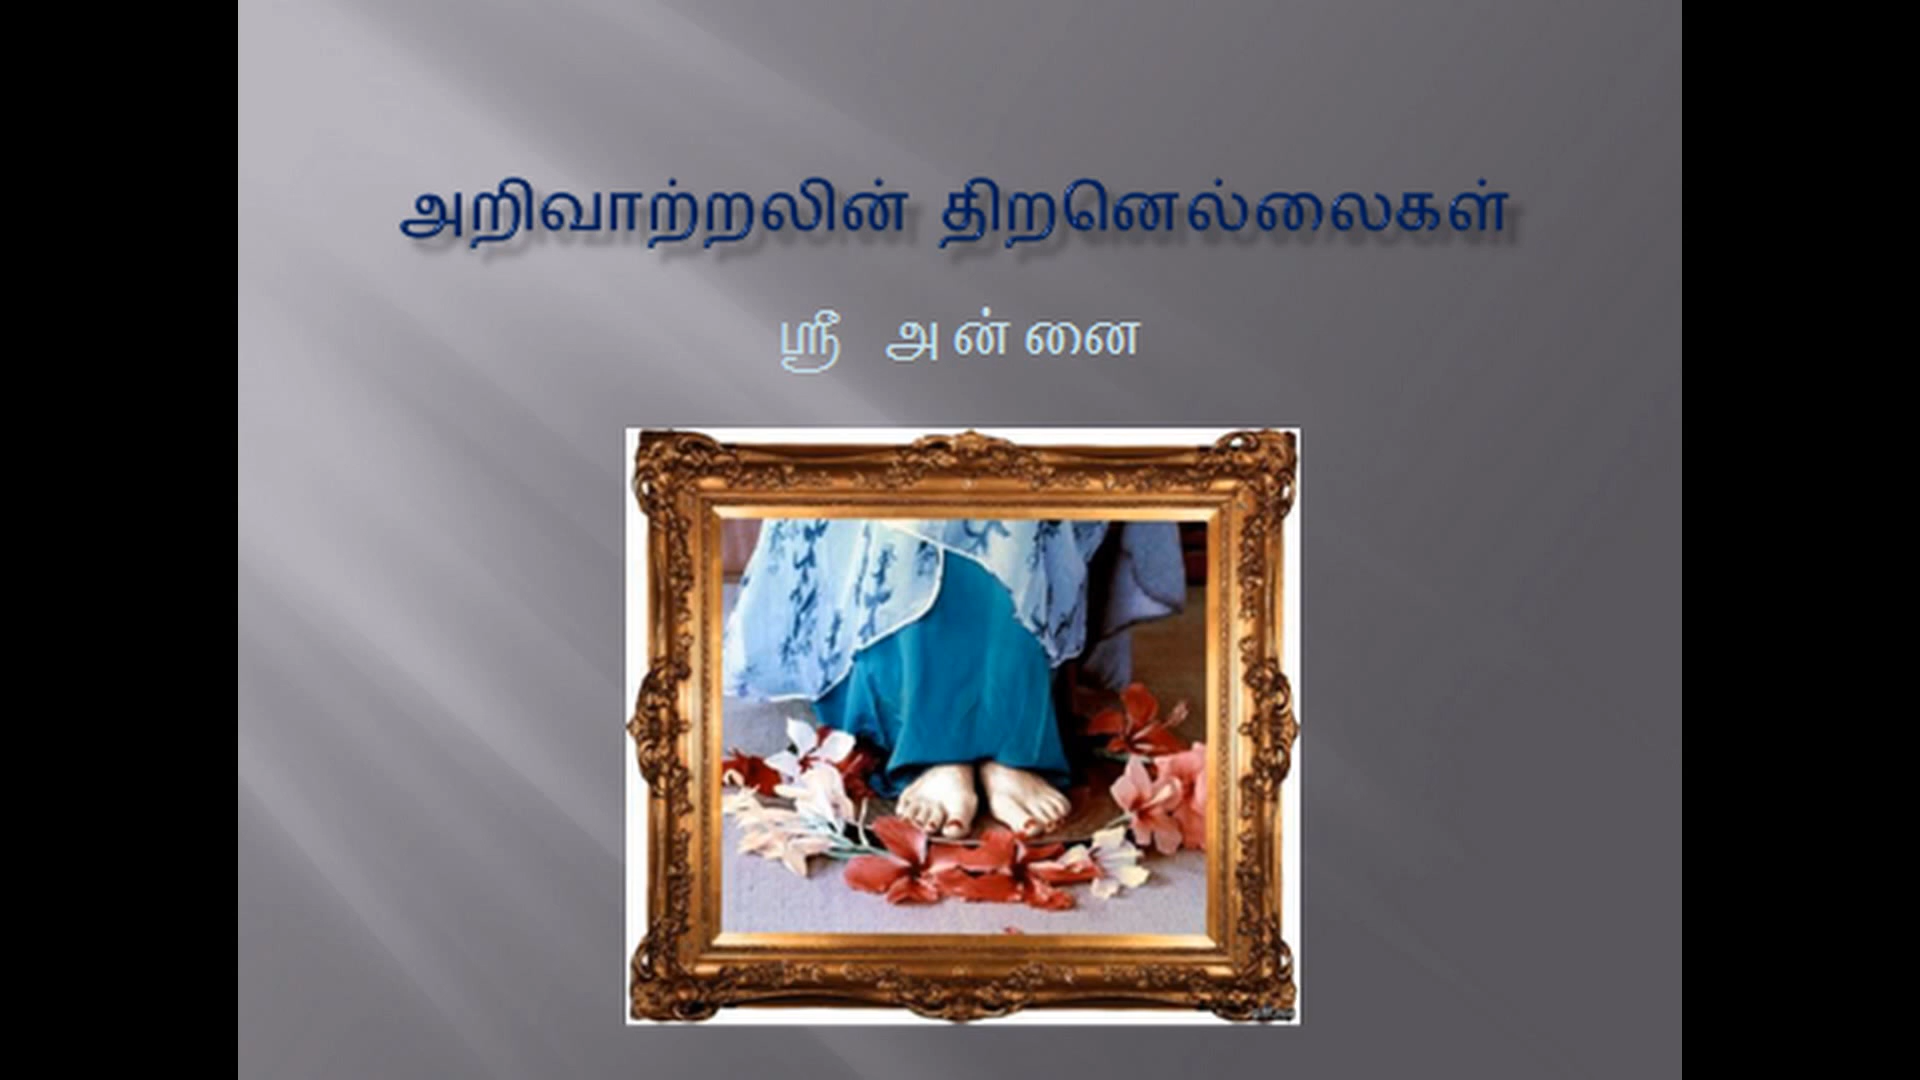 அறிவாற்றலின் திறனெல்லைகள்
ஸ்ரீ அன்னை